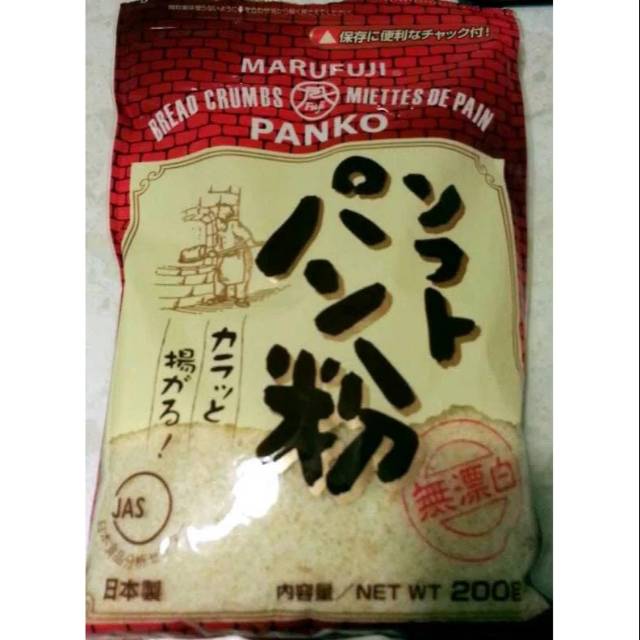 保存に便利なチャック付!
MARUFUJI
BREAD CRUMBS FUJI MIETTES DE PAIN
PANKO
ソフト
パン粉
カラッと
揚がる!
無漂白
JAS
日本製
内容量/NET WT 200g